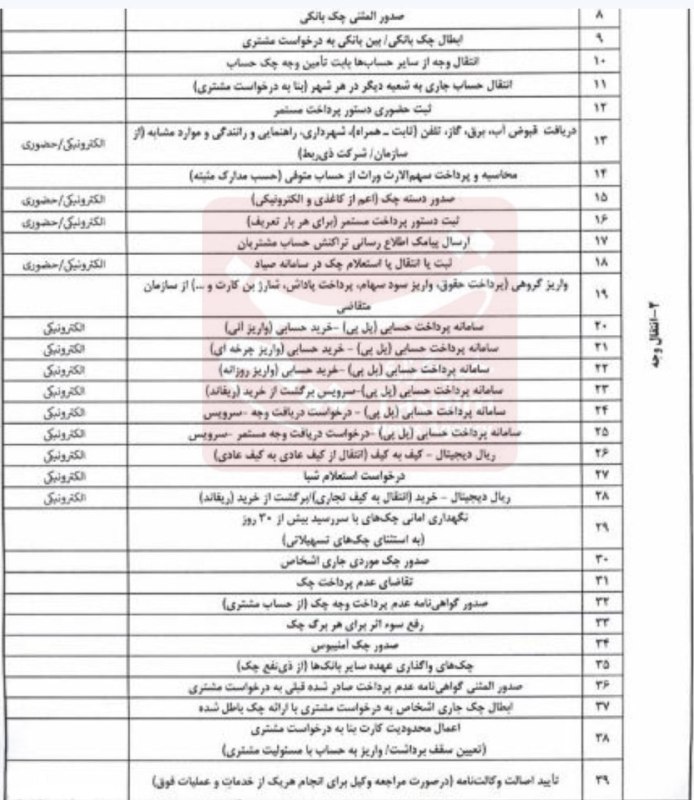 ۸ صدور المثنی چک بانکی
۹ ابطال چک بانکی/ بین بانکی به درخواست مشتری
۱۰ انتقال وجه از سایر حساب‌ها بابت تأمین وجه چک حساب
۱۱ انتقال حساب جاری به شعبه دیگر در هر شهر (بنا به درخواست مشتری)
۱۲ ثبت حضوری دستور پرداخت مستمر
۱۳ دریافت قبوض آب، برق، گاز، تلفن (ثابت ـ همراه)، شهرداری، راهنمایی و رانندگی و موارد مشابه (از
سازمان/ شرکت ذی‌ربط) الکترونیکی/حضوری
۱۴ محاسبه و پرداخت سهم‌الارث وراث از حساب متوفی (حسب مدارک مثبته)
۱۵ صدور دسته چک (اعم از کاغذی و الکترونیکی) الکترونیکی/حضوری
۱۶ ثبت دستور پرداخت مستمر (برای هر بار تعریف) الکترونیکی/حضوری
۱۷ ارسال پیامک اطلاع رسانی تراکنش حساب مشتریان
۱۸ ثبت یا انتقال یا استعلام چک در سامانه صیاد الکترونیکی/حضوری
۱۹ واریز گروهی (پرداخت حقوق، واریز سود سهام، پرداخت پاداش، شارژ بن کارت و ...) از سازمان
متقاضی
۲-انتقال وجه
۲۰ سامانه پرداخت حسابی (پل پی) -خرید حسابی (واریز آنی) الکترونیکی
۲۱ سامانه پرداخت حسابی (پل پی) - خرید حسابی (واریز چرخه ای) الکترونیکی
۲۲ سامانه پرداخت حسابی (پل پی) -خرید حسابی (واریز روزانه) الکترونیکی
۲۳ سامانه پرداخت حسابی (پل پی)-سرویس برگشت از خرید (ریفاند) الکترونیکی
۲۴ سامانه پرداخت حسابی (پل پی) - درخواست دریافت وجه -سرویس الکترونیکی
۲۵ سامانه پرداخت حسابی (پل پی) -درخواست دریافت وجه مستمر -سرویس الکترونیکی
۲۶ ریال دیجیتال - کیف به کیف (انتقال از کیف عادی به کیف عادی) الکترونیکی
۲۷ درخواست استعلام شبا الکترونیکی
۲۸ ریال دیجیتال - خرید (انتقال به کیف تجاری)/برگشت از خرید (ریفاند) الکترونیکی
۲۹ نگهداری امانی چک‌های با سررسید بیش از ۳۰ روز
(به استثنای چک‌های تسهیلاتی)
۳۰ صدور چک موردی جاری اشخاص
۳۱ تقاضای عدم پرداخت چک
۳۲ صدور گواهی‌نامه عدم پرداخت وجه چک (از حساب مشتری)
۳۳ رفع سوء اثر برای هر برگ چک
۳۴ صدور چک آمنیبوس
۳۵ چک‌های واگذاری عهده سایر بانک‌ها (از ذی‌نفع چک)
۳۶ صدور المثنی گواهی‌نامه عدم پرداخت صادر شده قبلی به درخواست مشتری
۳۷ ابطال چک جاری اشخاص به درخواست مشتری با ارائه چک باطل شده
۳۸ اعمال محدودیت کارت بنا به درخواست مشتری
(تعیین سقف برداشت/ واریز به حساب با مسئولیت مشتری)
۳۹ تأیید اصالت وکالت‌نامه (درصورت مراجعه وکیل برای انجام هریک از خدمات و عملیات فوق)